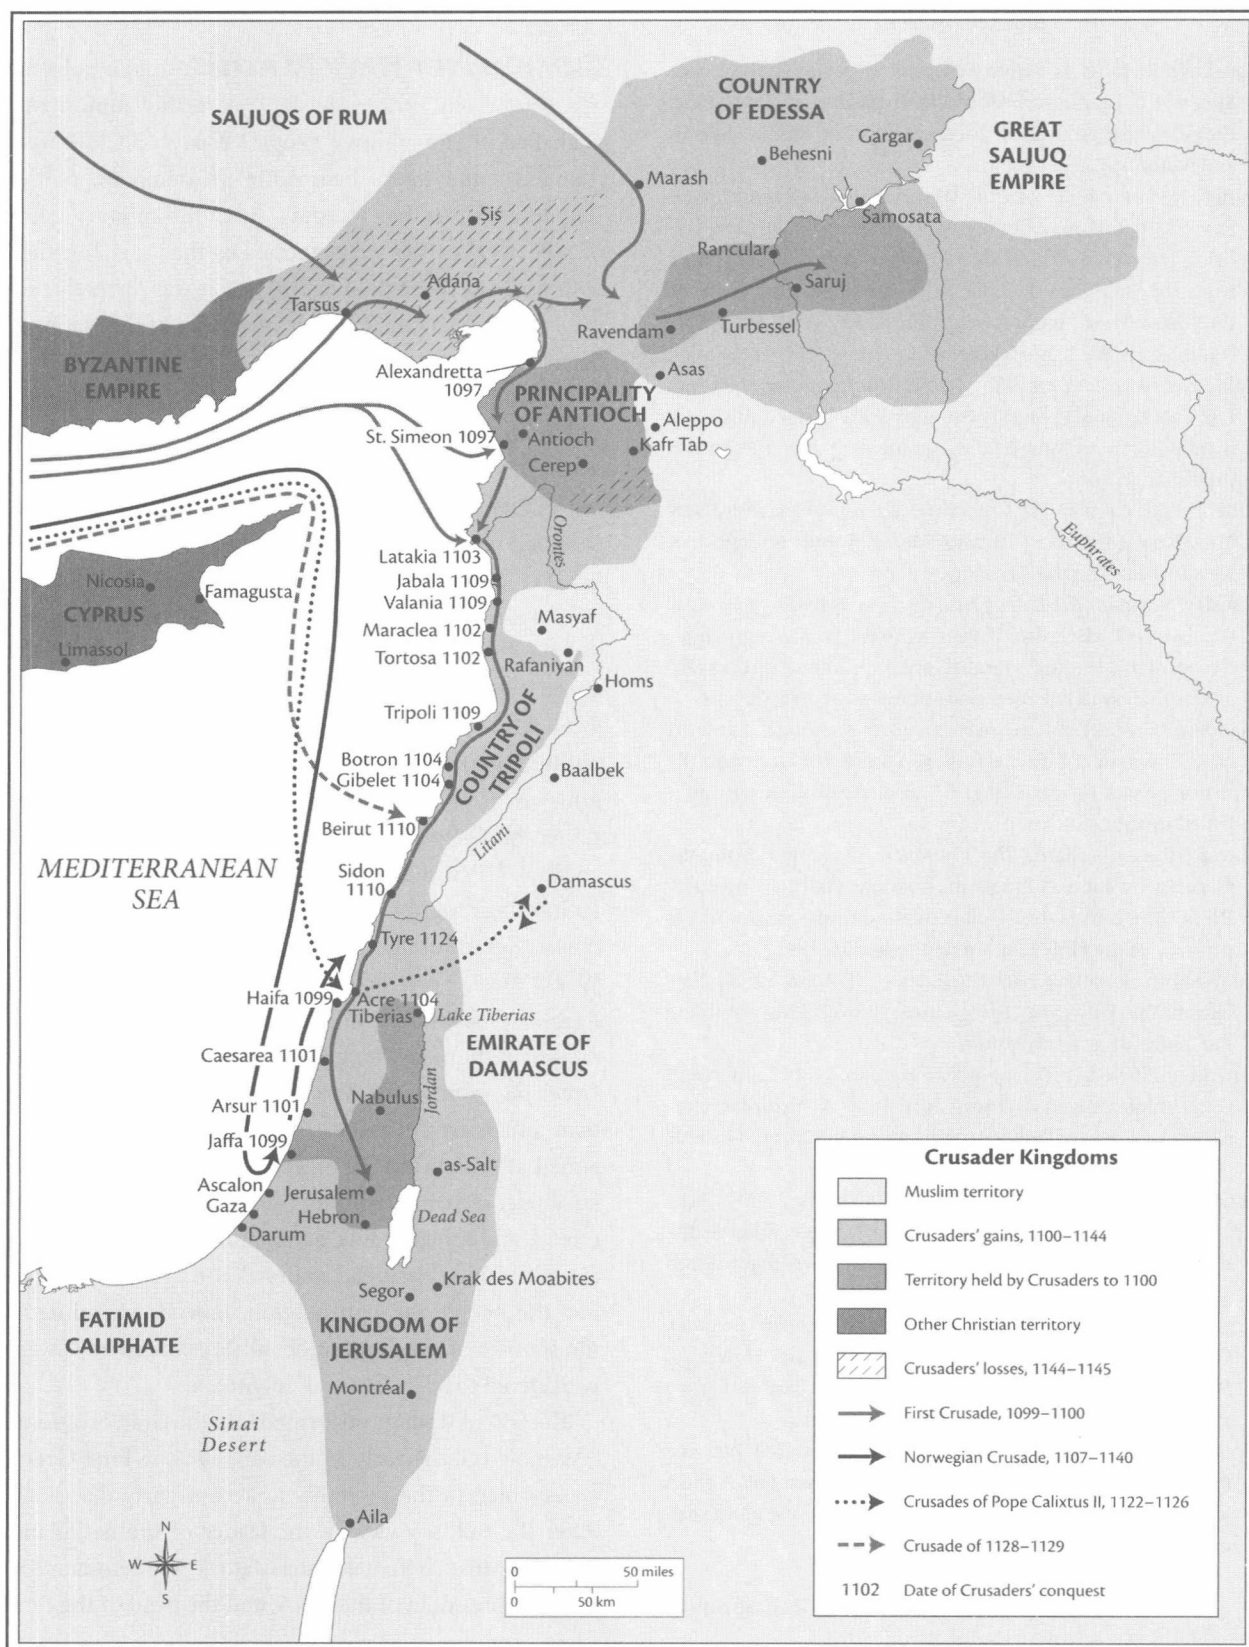 SALJUQS OF RUM
COUNTRY
OF EDESSA
GREAT
SALJUQ
EMPIRE
Gargar
Behesni
Marash
Samosata
Sis
Rancular
Adana
Saruj
Tarsus
Turbessel
Ravendam
BYZANTINE
EMPIRE
Alexandretta
1097
Asas
PRINCIPALITY
OF ANTIOCH
Aleppo
St. Simeon 1097
Antioch
Kafr Tab
Cerep
Orontes
Euphrates
Latakia 1103
Jabala 1109
Valania 1109
Nicosia
Famagusta
CYPRUS
Limassol
Masyaf
Maraclea 1102
Tortosa 1102
Rafaniyan
Homs
Tripoli 1109
COUNTRY OF
TRIPOLI
Botron 1104
Gibelet 1104
Baalbek
Beirut 1110
Litani
MEDITERRANEAN
SEA
Sidon
1110
Damascus
Tyre 1124
Haifa 1099
Acre 1104
Tiberias
Lake Tiberias
EMIRATE OF
DAMASCUS
Caesarea 1101
Jordan
Nabulus
Arsur 1101
Jaffa 1099
as-Salt
Ascalon
Jerusalem
Gaza
Hebron
Dead Sea
Darum
Krak des Moabites
Segor
FATIMID
CALIPHATE
KINGDOM OF
JERUSALEM
Montréal
Sinai
Desert
Aila
N
W E
S
0 50 miles
0 50 km
Crusader Kingdoms
Muslim territory
Crusaders' gains, 1100–1144
Territory held by Crusaders to 1100
Other Christian territory
Crusaders' losses, 1144–1145
First Crusade, 1099–1100
Norwegian Crusade, 1107–1140
Crusades of Pope Calixtus II, 1122–1126
Crusade of 1128–1129
1102 Date of Crusaders' conquest